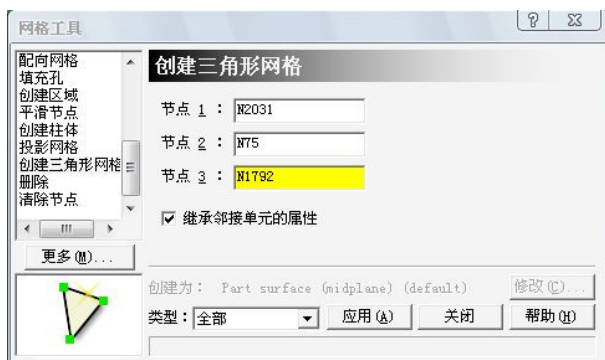 网格工具
配向网格
填充孔
创建区域
平滑节点
创建柱体
投影网格
创建三角形网格
删除
清除节点
更多(M)...
创建三角形网格
节点 1 : N2031
节点 2 : N75
节点 3 : N1792
继承邻接单元的属性
创建为: Part surface (midplane) (default)
修改(C)...
类型: 全部
应用(A)
关闭
帮助(H)